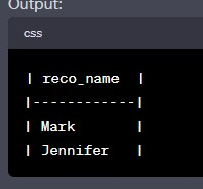 Output:
css
| reco_name  |
|------------|
| Mark       |
| Jennifer   |